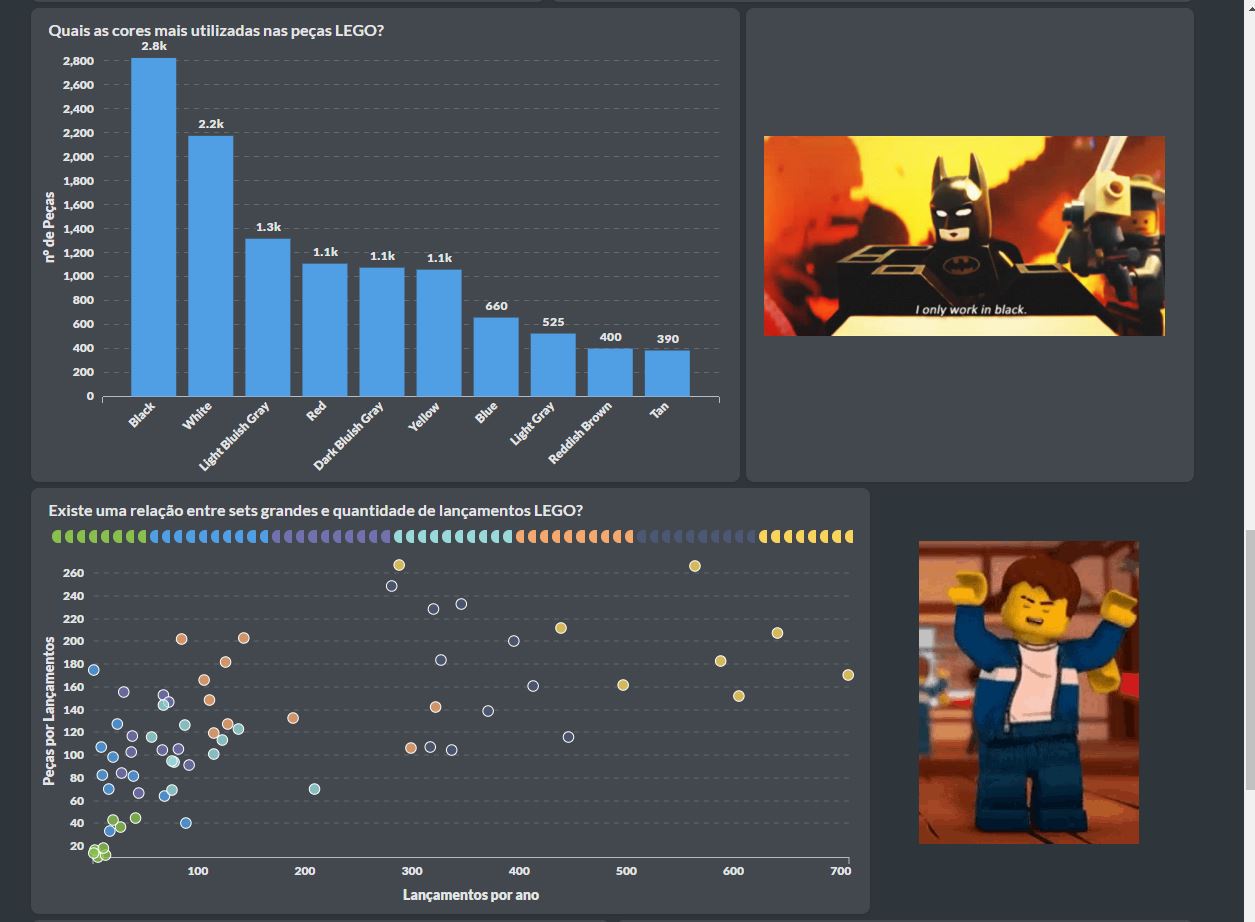 Quais as cores mais utilizadas nas peças LEGO?
2.8k
2,800
2,600
2,400
2.2k
2,200
2,000
1,800
1,600
1,400
1.3k
1,200
1.1k
1.1k
1.1k
1,000
800
660
600
525
400
400
390
200
0
nº de Peças
Black
White
Light Bluish Gray
Red
Dark Bluish Gray
Yellow
Blue
Light Gray
Reddish Brown
Tan
I only work in black.
Existe uma relação entre sets grandes e quantidade de lançamentos LEGO?
260
240
220
200
180
160
140
120
100
80
60
40
20
Peças por Lançamentos
100
200
300
400
500
600
700
Lançamentos por ano